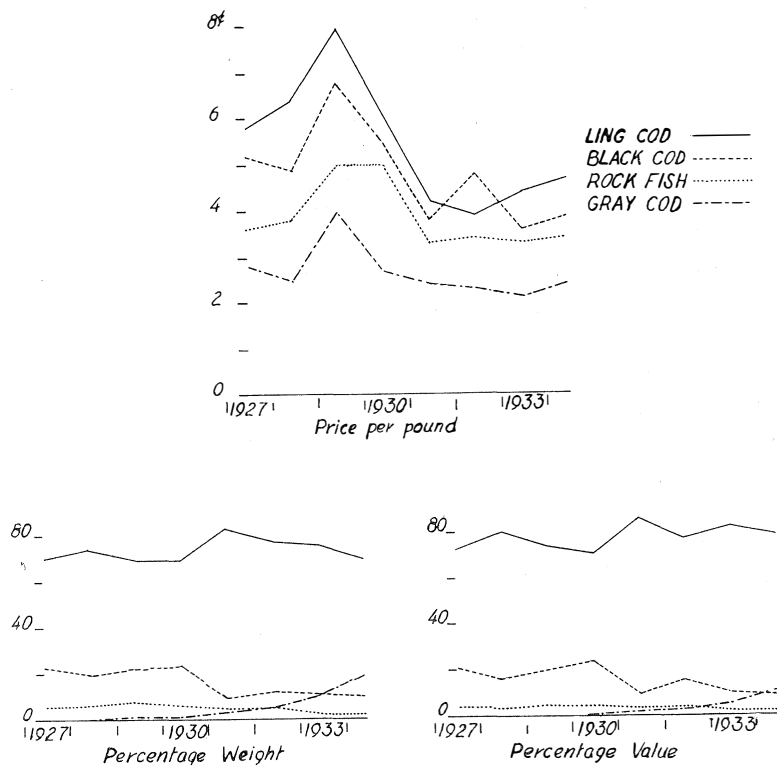 8¢
6
4
2
0
1927 1930 1933
Price per pound
LING COD
BLACK COD
ROCK FISH
GRAY COD
80
40
0
1927 1930 1933
Percentage Weight
80
40
0
1927 1930 1933
Percentage Value